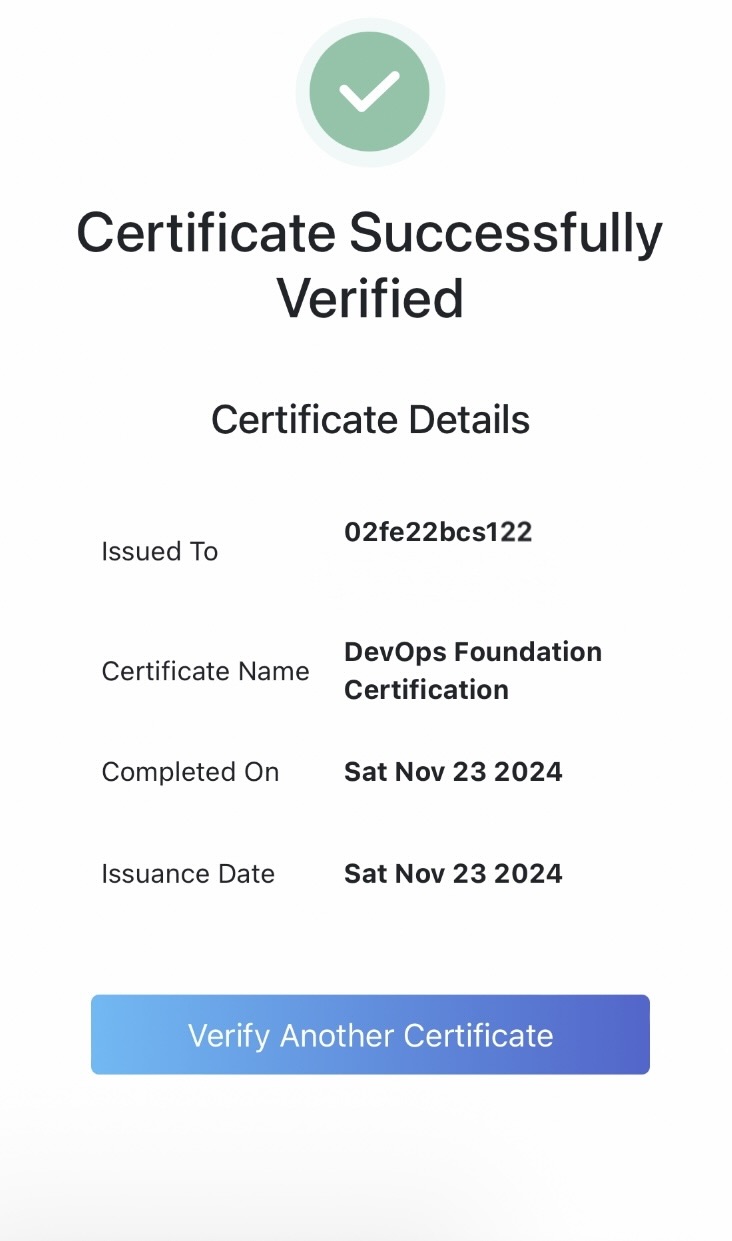 Certificate Successfully
Verified
Certificate Details
Issued To
02fe22bcs122
Certificate Name
DevOps Foundation
Certification
Completed On
Sat Nov 23 2024
Issuance Date
Sat Nov 23 2024
Verify Another Certificate